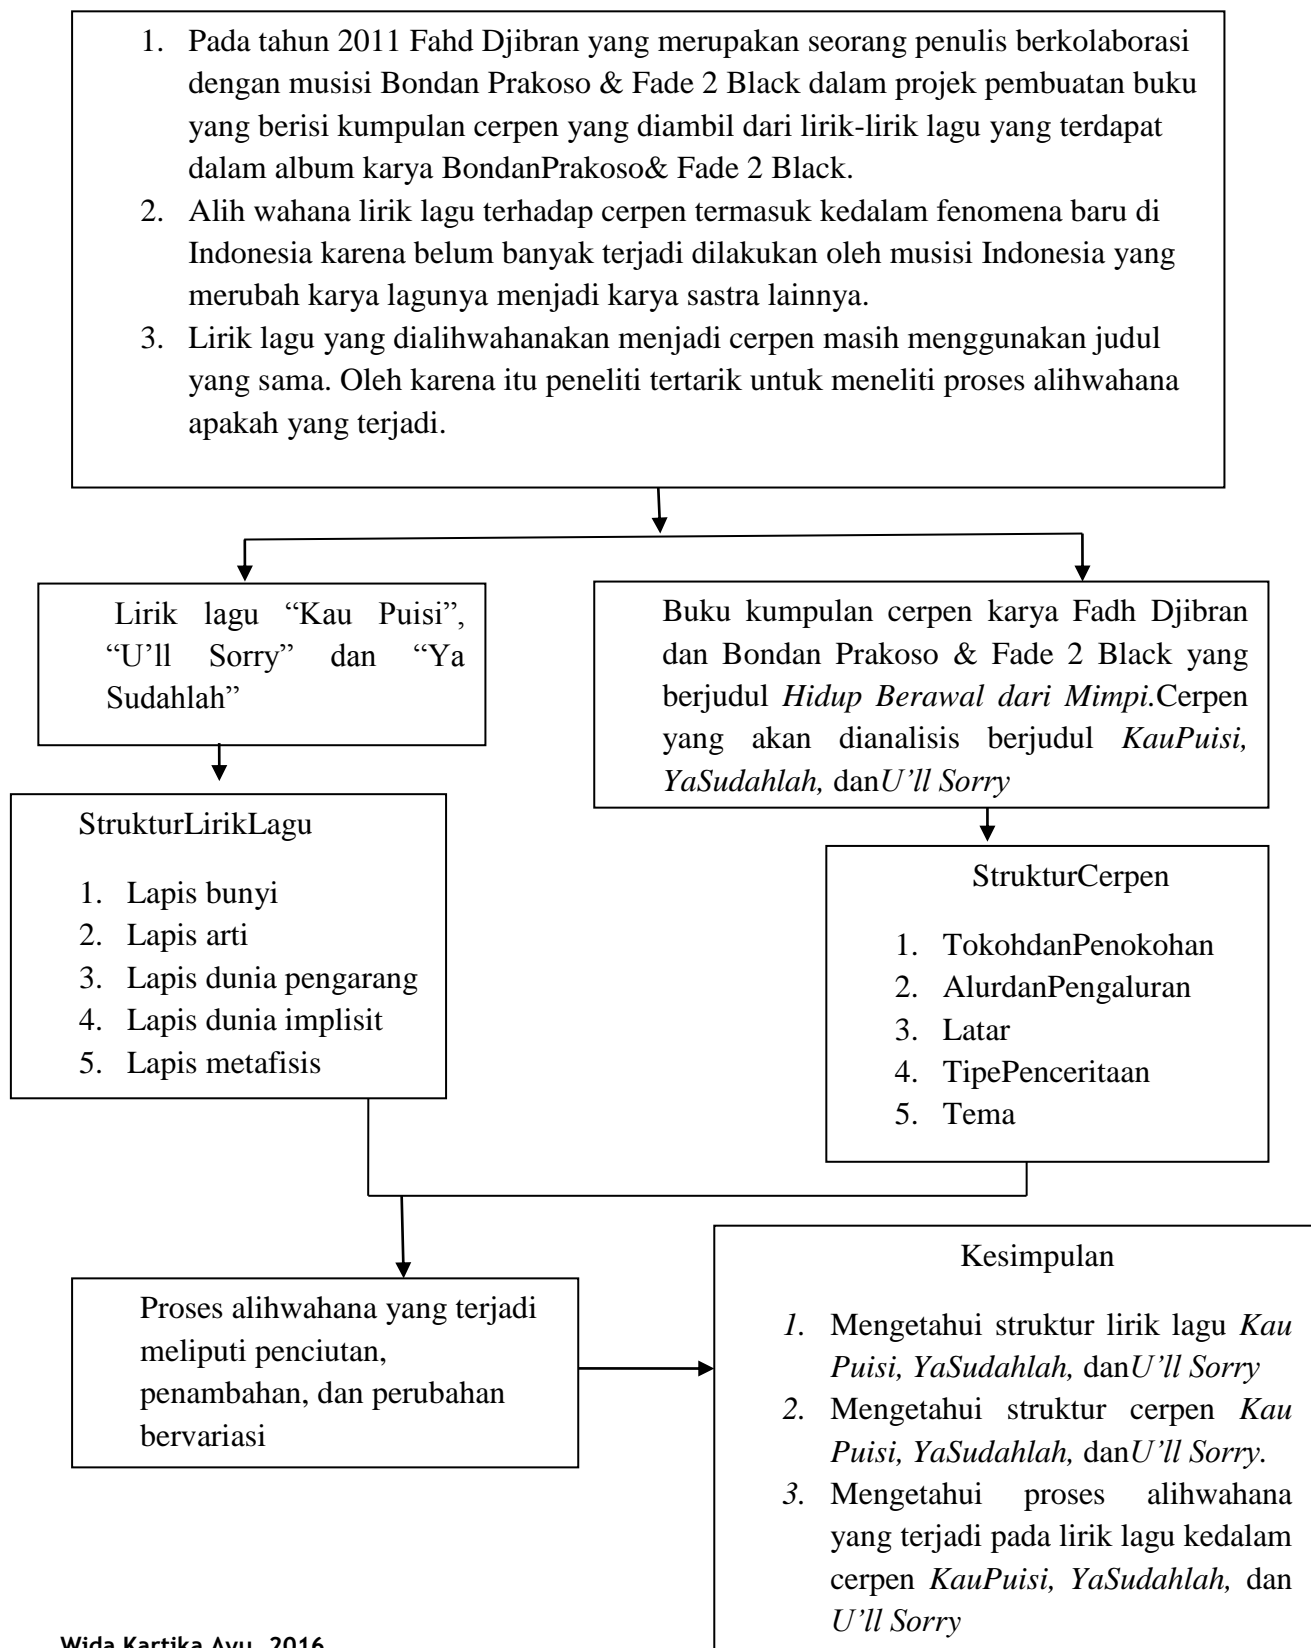 1. Pada tahun 2011 Fahd Djibran yang merupakan seorang penulis berkolaborasi
dengan musisi Bondan Prakoso & Fade 2 Black dalam projek pembuatan buku
yang berisi kumpulan cerpen yang diambil dari lirik-lirik lagu yang terdapat
dalam album karya BondanPrakoso& Fade 2 Black.
2. Alih wahana lirik lagu terhadap cerpen termasuk kedalam fenomena baru di
Indonesia karena belum banyak terjadi dilakukan oleh musisi Indonesia yang
merubah karya lagunya menjadi karya sastra lainnya.
3. Lirik lagu yang dialihwahanakan menjadi cerpen masih menggunakan judul
yang sama. Oleh karena itu peneliti tertarik untuk meneliti proses alihwahana
apakah yang terjadi.
Lirik lagu “Kau Puisi”,
“U’ll Sorry” dan “Ya
Sudahlah”
Buku kumpulan cerpen karya Fadh Djibran
dan Bondan Prakoso & Fade 2 Black yang
berjudul Hidup Berawal dari Mimpi.Cerpen
yang akan dianalisis berjudul KauPuisi,
YaSudahlah, danU’ll Sorry
StrukturLirikLagu
1. Lapis bunyi
2. Lapis arti
3. Lapis dunia pengarang
4. Lapis dunia implisit
5. Lapis metafisis
StrukturCerpen
1. TokohdanPenokohan
2. AlurdanPengaluran
3. Latar
4. TipePenceritaan
5. Tema
Proses alihwahana yang terjadi
meliputi penciutan,
penambahan, dan perubahan
bervariasi
Kesimpulan
1. Mengetahui struktur lirik lagu Kau
Puisi, YaSudahlah, danU’ll Sorry
2. Mengetahui struktur cerpen Kau
Puisi, YaSudahlah, danU’ll Sorry.
3. Mengetahui proses alihwahana
yang terjadi pada lirik lagu kedalam
cerpen KauPuisi, YaSudahlah, dan
U’ll Sorry
Wida Kartika Ayu, 2016